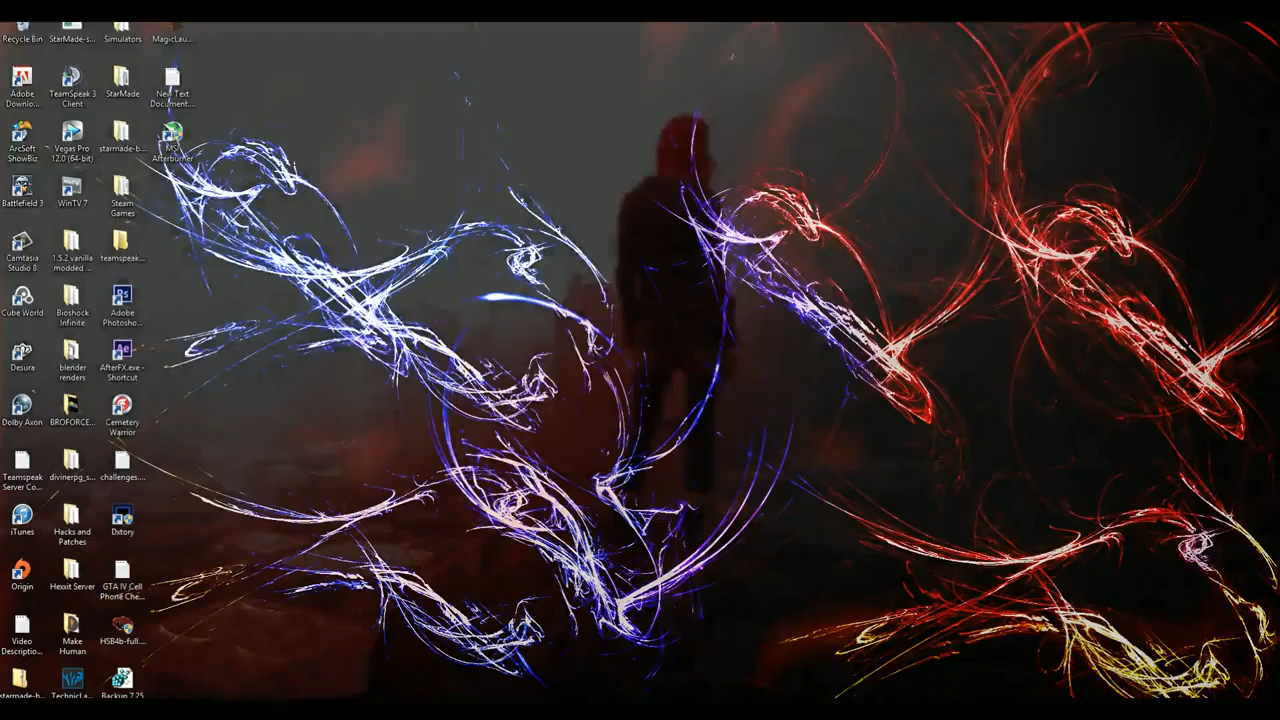 Recycle Bin
StarMade-s...
Simulators
MagicLau...
Adobe
Downlo...
TeamSpeak 3
Client
StarMade
New Text
Document...
ArcSoft
ShowBiz
Vegas Pro
12.0 (64-bit)
starmade-b...
MSI
Afterburner
Battlefield 3
WinTV 7
Steam
Games
Camtasia
Studio 8
1.5.2 vanilla
modded ...
teamspeak...
Cube World
Bioshock
Infinite
Ps
Adobe
Photosho...
Desura
blender
renders
Ae
AfterFX.exe -
Shortcut
Dolby Axon
BROFORCE...
Cemetery
Warrior
Teamspeak
Server Co...
divinerpg_s...
challenges....
iTunes
Hacks and
Patches
Dxtory
Origin
Hexxit Server
GTA IV Cell
Phone Che...
Video
Descriptio...
Make
Human
HSB4b-full....
starmade-b...
TechnicLa...
Backup 7.25